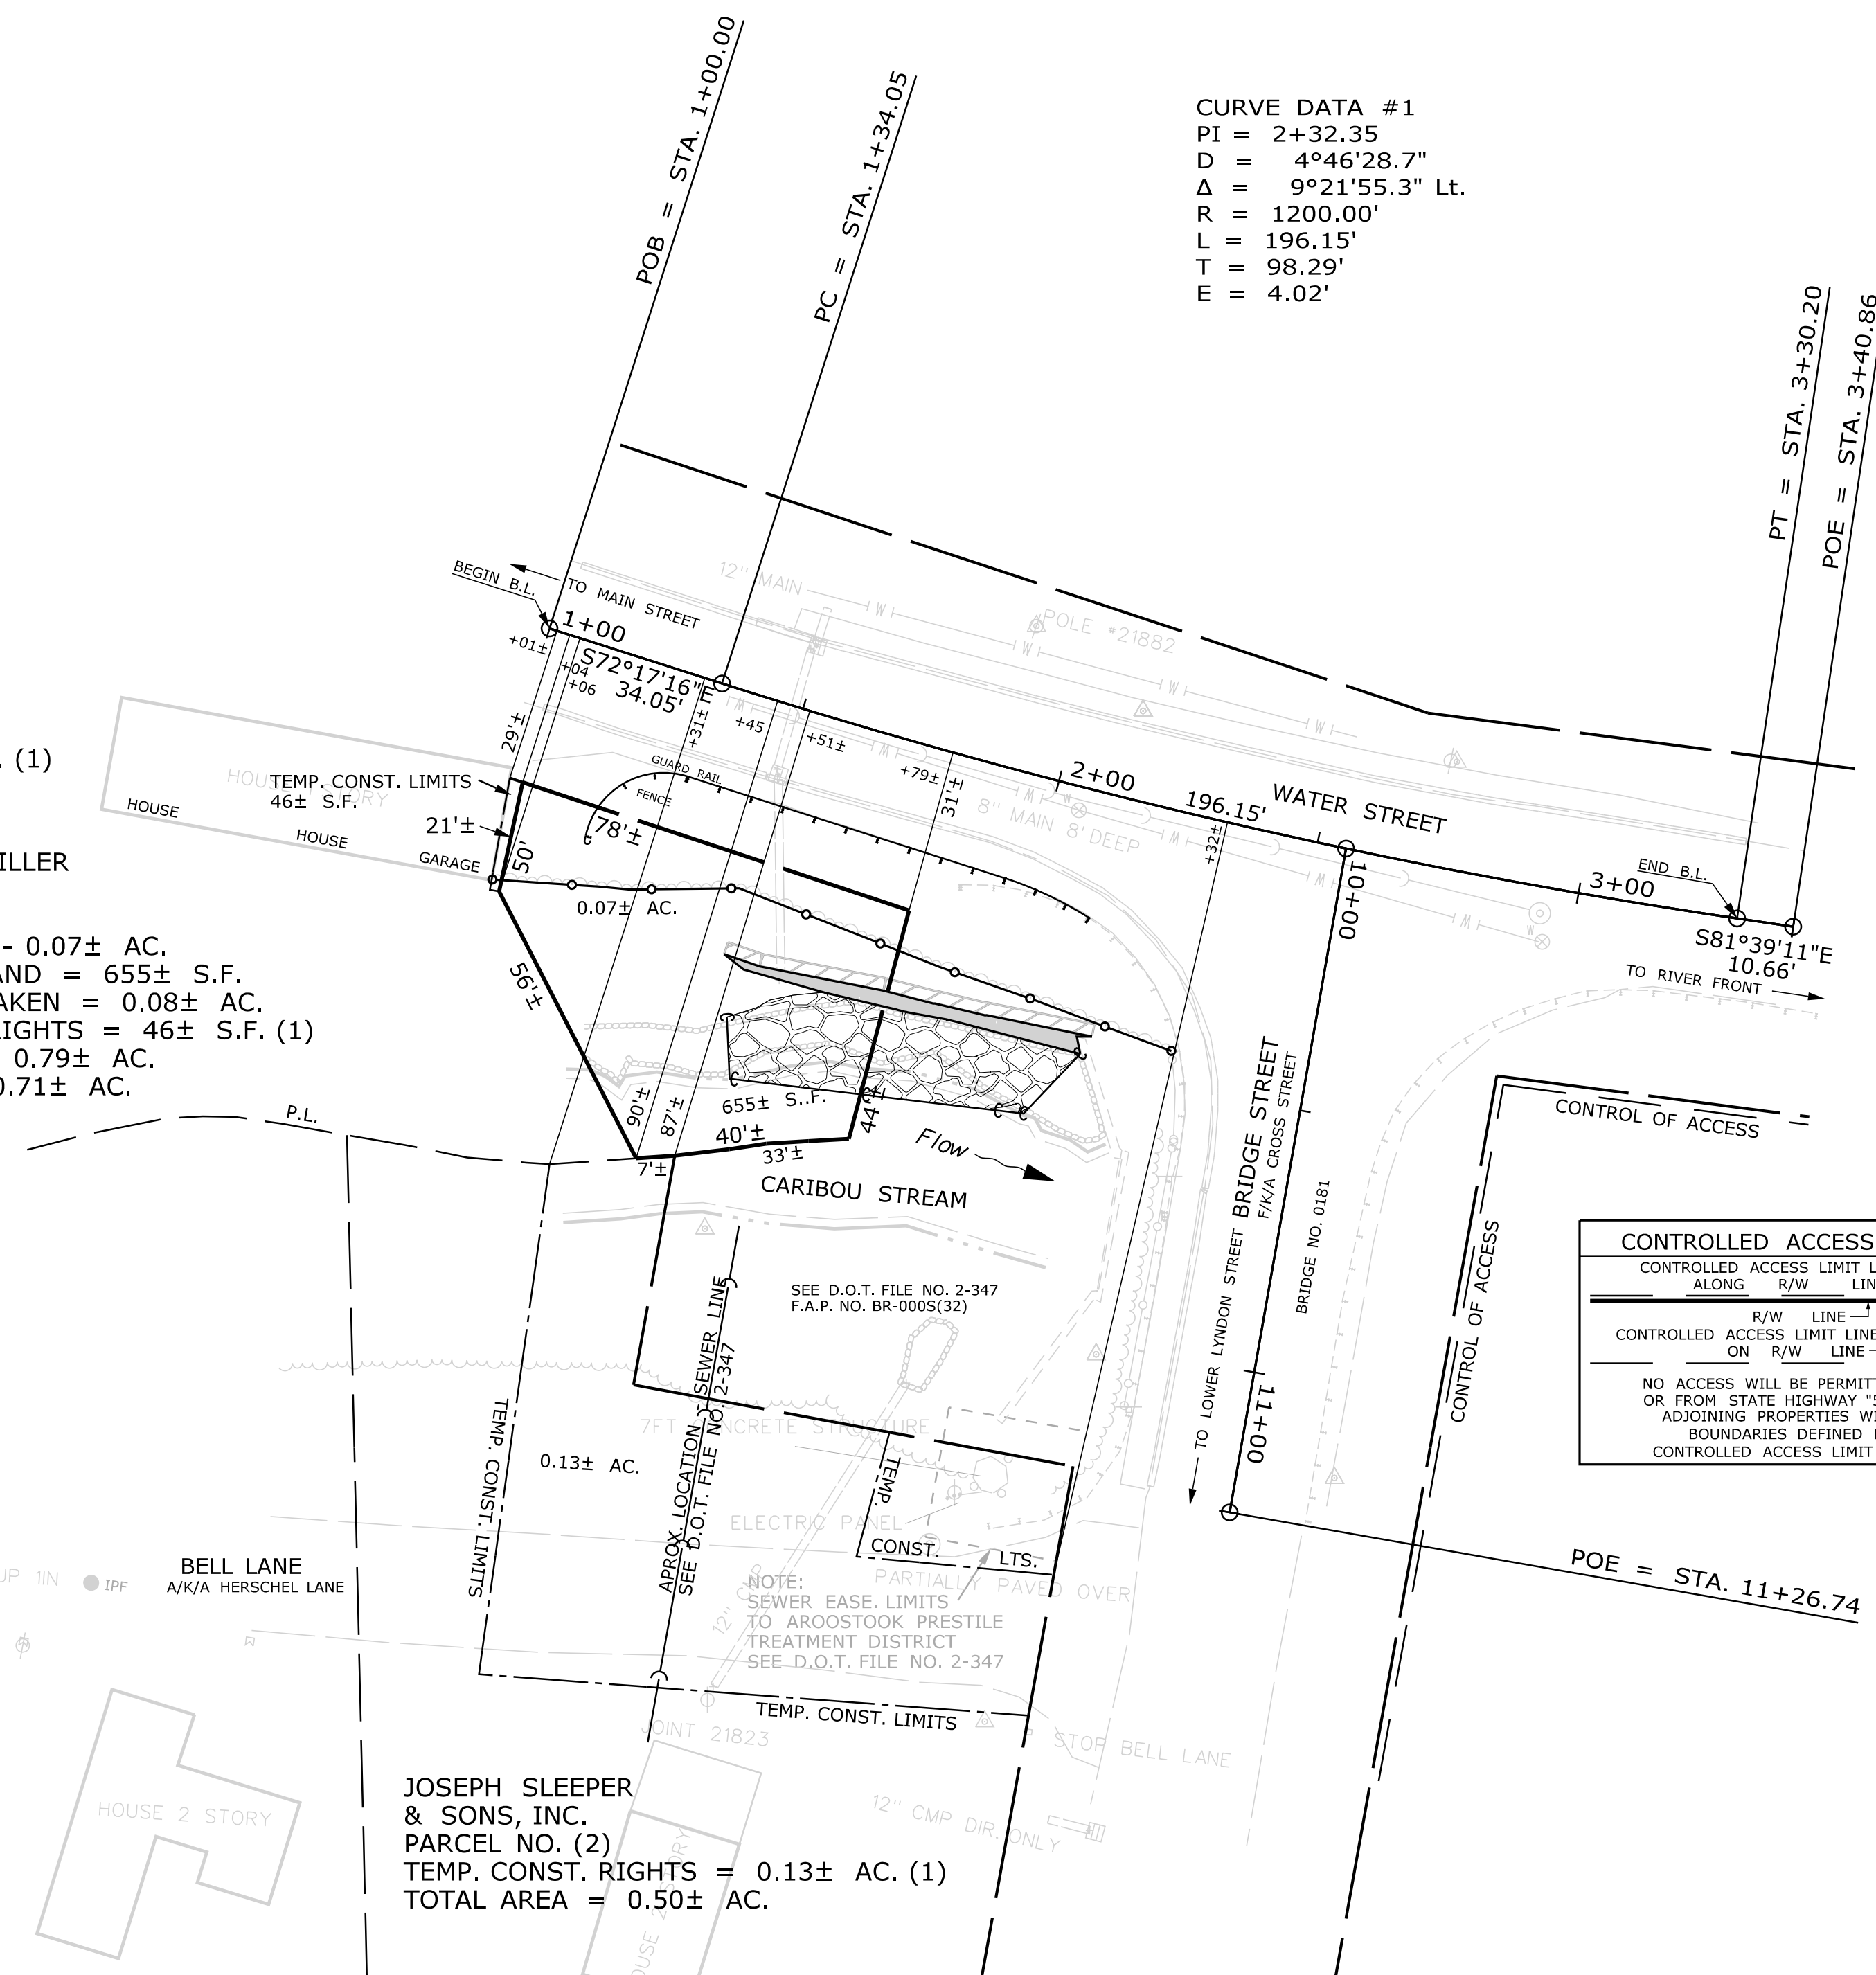 POB = STA. 1+00.00
PC = STA. 1+34.05
CURVE DATA #1
PI = 2+32.35
D = 4°46'28.7"
Δ = 9°21'55.3" Lt.
R = 1200.00'
L = 196.15'
T = 98.29'
E = 4.02'
PT = STA. 3+30.20
POE = STA. 3+40.86
BEGIN B.L.
TO MAIN STREET
12" MAIN
W
W
W
W
W
POLE #21882
1+00
+01±
+04
+06
S72°17'16"E
34.05'
29'±
+31±
+45
+51±
+79±
31'±
2+00
196.15'
WATER STREET
+32±
8" MAIN 8' DEEP
W
W
GUARD RAIL
FENCE
78'±
. (1)
HOUSE
STORY
TEMP. CONST. LIMITS
46± S.F.
HOUSE
HOUSE
GARAGE
21'±
50'
0.07± AC.
10+00
3+00
END B.L.
S81°39'11"E
10.66'
TO RIVER FRONT
ILLER
- 0.07± AC.
AND = 655± S.F.
AKEN = 0.08± AC.
RIGHTS = 46± S.F. (1)
0.79± AC.
0.71± AC.
56'±
P.L.
90'±
87'±
655± S..F.
40'±
33'±
7'±
44'±
Flow
CARIBOU STREAM
BRIDGE STREET
F/K/A CROSS STREET
BRIDGE NO. 0181
TO LOWER LYNDON STREET
CONTROL OF ACCESS
CONTROL OF ACCESS
CONTROLLED ACCESS
CONTROLLED ACCESS LIMIT L
ALONG R/W LIN
R/W LINE
CONTROLLED ACCESS LIMIT LINE
ON R/W LINE
NO ACCESS WILL BE PERMITT
OR FROM STATE HIGHWAY "5
ADJOINING PROPERTIES WI
BOUNDARIES DEFINED
CONTROLLED ACCESS LIMIT
SEE D.O.T. FILE NO. 2-347
F.A.P. NO. BR-000S(32)
APPROX. LOCATION - SEWER LINE
SEE D.O.T. FILE NO. 2-347
7FT CONCRETE STRUCTURE
TEMP. CONST. LIMITS
0.13± AC.
TEMP.
CONST.
LTS.
ELECTRIC PANEL
11+00
POE = STA. 11+26.74
BELL LANE
A/K/A HERSCHEL LANE
UP 1IN
IPF
PARTIALLY PAVED OVER
12" CMP
NOTE:
SEWER EASE. LIMITS
TO AROOSTOOK PRESTILE
TREATMENT DISTRICT
SEE D.O.T. FILE NO. 2-347
TEMP. CONST. LIMITS
JOINT 21823
STOP BELL LANE
HOUSE 2 STORY
12" CMP DIR. ONLY
JOSEPH SLEEPER
& SONS, INC.
PARCEL NO. (2)
TEMP. CONST. RIGHTS = 0.13± AC. (1)
TOTAL AREA = 0.50± AC.
HOUSE 2 STORY